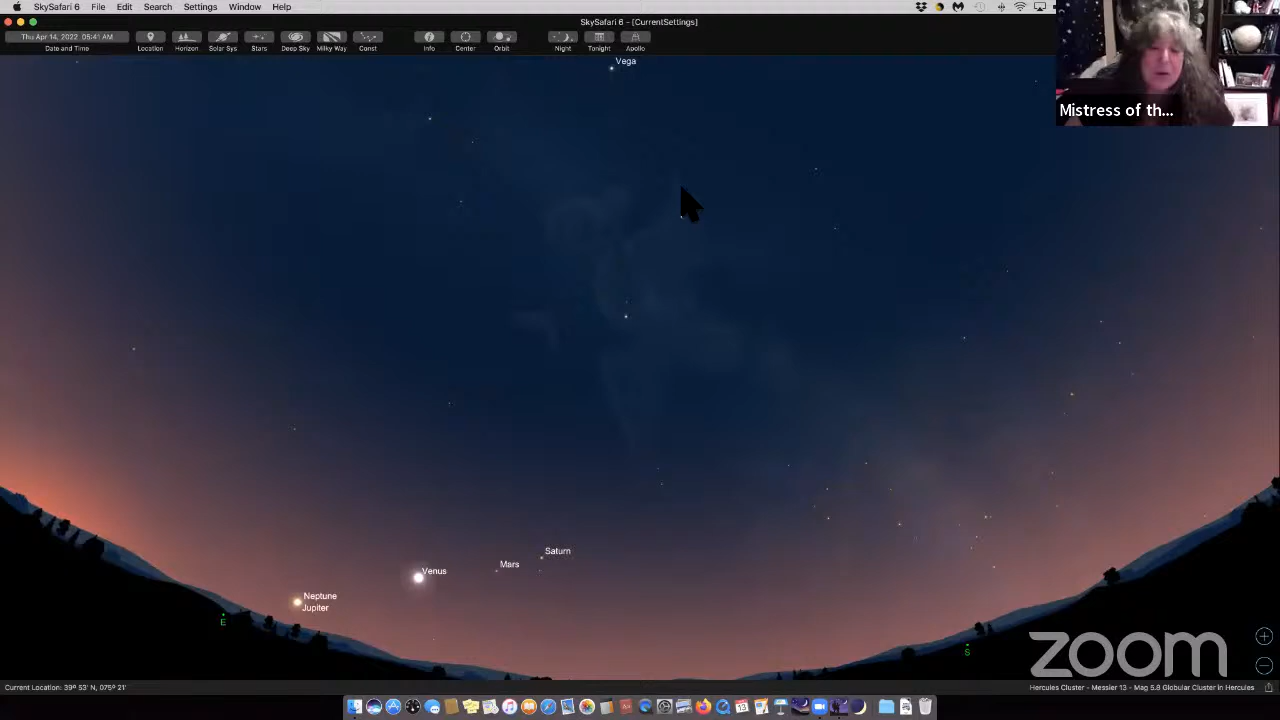 SkySafari 6 File Edit Search Settings Window Help
SkySafari 6 - [CurrentSettings]
Thu Apr 14, 2022 05:41 AM
Date and Time Location Horizon Solar Sys Stars Deep Sky Milky Way Const Info Center Orbit Night Tonight Apollo
Vega
Mistress of th...
Saturn
Mars
Venus
Neptune
Jupiter
E
S
zoom
Current Location: 39° 53' N, 075° 21'
Hercules Cluster - Messier 13 - Mag 5.8 Globular Cluster in Hercules